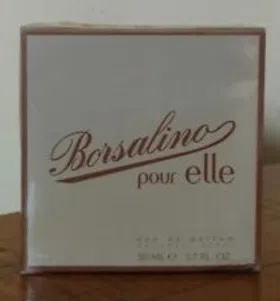 Borsalino
pour elle
eau de parfum
50 ML ℮ 1.7 FL. OZ